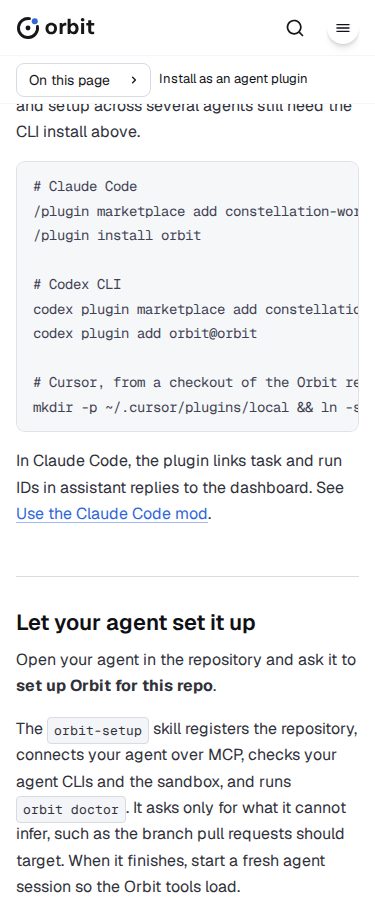 orbit
On this page
Install as an agent plugin
and setup across several agents still need the
CLI install above.
# Claude Code
/plugin marketplace add constellation-wor
/plugin install orbit
# Codex CLI
codex plugin marketplace add constellatio
codex plugin add orbit@orbit
# Cursor, from a checkout of the Orbit re
mkdir -p ~/.cursor/plugins/local && ln -s
In Claude Code, the plugin links task and run
IDs in assistant replies to the dashboard. See
Use the Claude Code mod.
Let your agent set it up
Open your agent in the repository and ask it to
set up Orbit for this repo.
The orbit-setup skill registers the repository,
connects your agent over MCP, checks your
agent CLIs and the sandbox, and runs
orbit doctor. It asks only for what it cannot
infer, such as the branch pull requests should
target. When it finishes, start a fresh agent
session so the Orbit tools load.